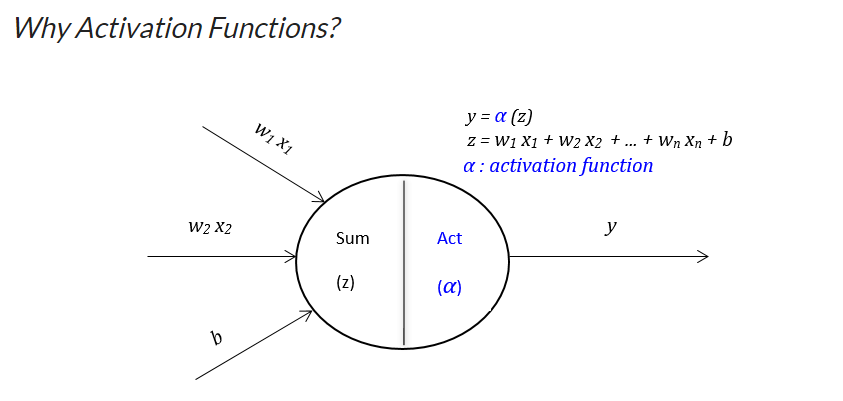 Why Activation Functions?
y = α (z)
z = w₁ x₁ + w₂ x₂ + ... + wₙ xₙ + b
α : activation function
w₁ x₁
w₂ x₂
b
Sum
(z)
Act
(α)
y